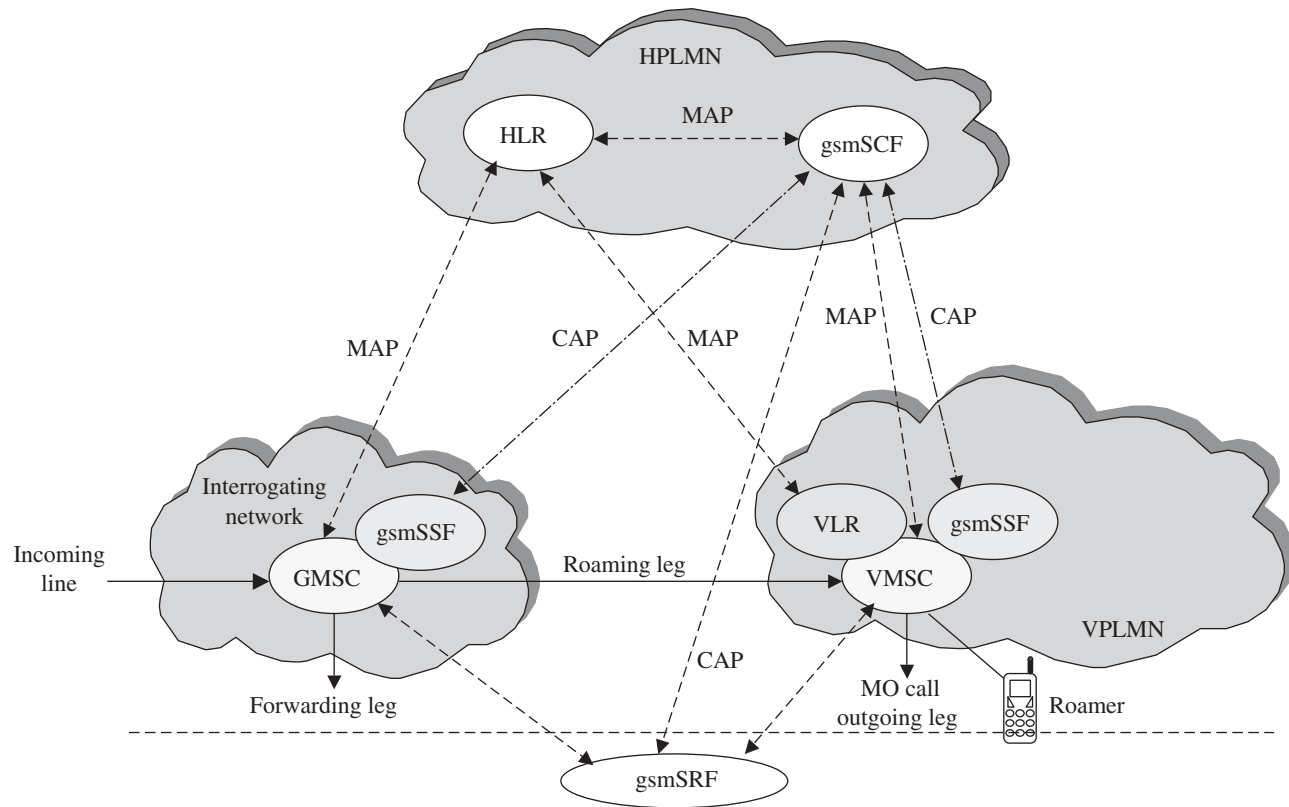 HPLMN
HLR
MAP
gsmSCF
MAP
CAP
MAP
MAP
CAP
Interrogating
network
gsmSSF
VLR
gsmSSF
Incoming
line
GMSC
Roaming leg
VMSC
VPLMN
CAP
Forwarding leg
MO call
outgoing leg
Roamer
gsmSRF